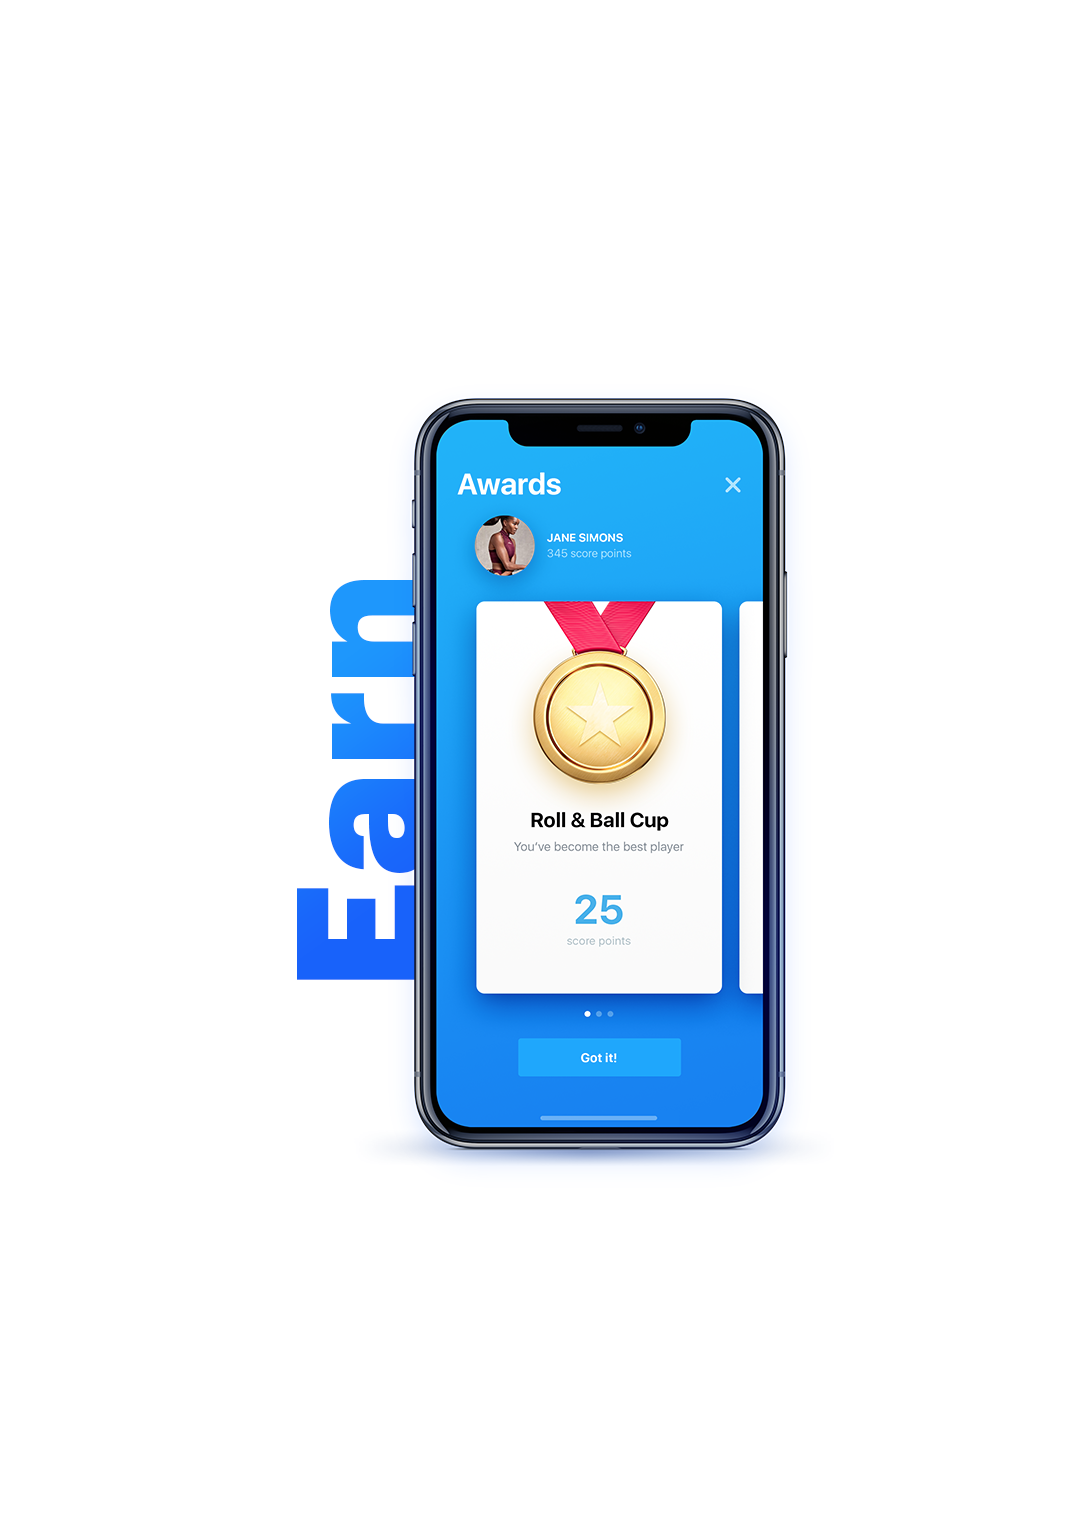 Earn
Awards
JANE SIMONS
345 score points
Roll & Ball Cup
You've become the best player
25
score points
Got it!